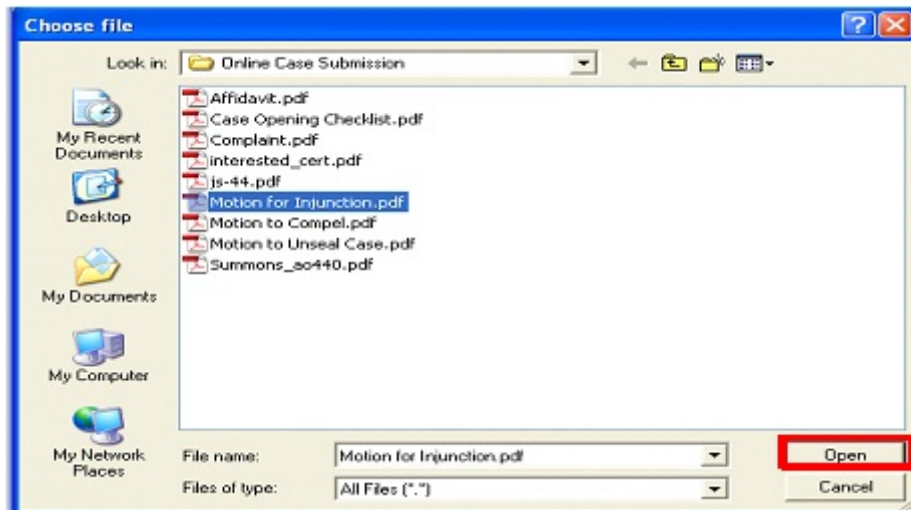 Choose file
Look in: Online Case Submission
My Recent
Documents
Desktop
My Documents
My Computer
My Network
Places
Affidavit.pdf
Case Opening Checklist.pdf
Complaint.pdf
interested_cert.pdf
js-44.pdf
Motion for Injunction.pdf
Motion to Compel.pdf
Motion to Unseal Case.pdf
Summons_ao440.pdf
File name: Motion for Injunction.pdf Open
Files of type: All Files (*.*) Cancel